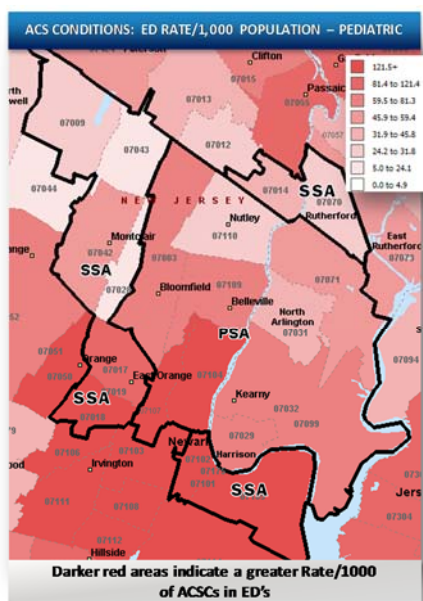 ACS CONDITIONS: ED RATE/1,000 POPULATION – PEDIATRIC
121.5+
81.4 to 121.4
59.5 to 81.3
45.9 to 59.4
31.9 to 45.8
24.2 to 31.8
5.0 to 24.1
0.0 to 4.9
Clifton
07015
Passaic
07055
07013
07057
07009
07043
07012
07044
07014
SSA
07070
Rutherford
NEW JERSEY
Nutley
07110
East
Rutherford
07073
Montclair
07042
SSA
07028
07003
Bloomfield
07109
Belleville
07071
North
Arlington
07031
PSA
07094
Orange
07050
07017
East Orange
07019
SSA
07018
07104
Kearny
07032
07099
07029
Newark
Harrison
07102
07101
SSA
07106
07103
Irvington
07111
07108
07112
Hillside
07304
Darker red areas indicate a greater Rate/1000
of ACSCs in ED's